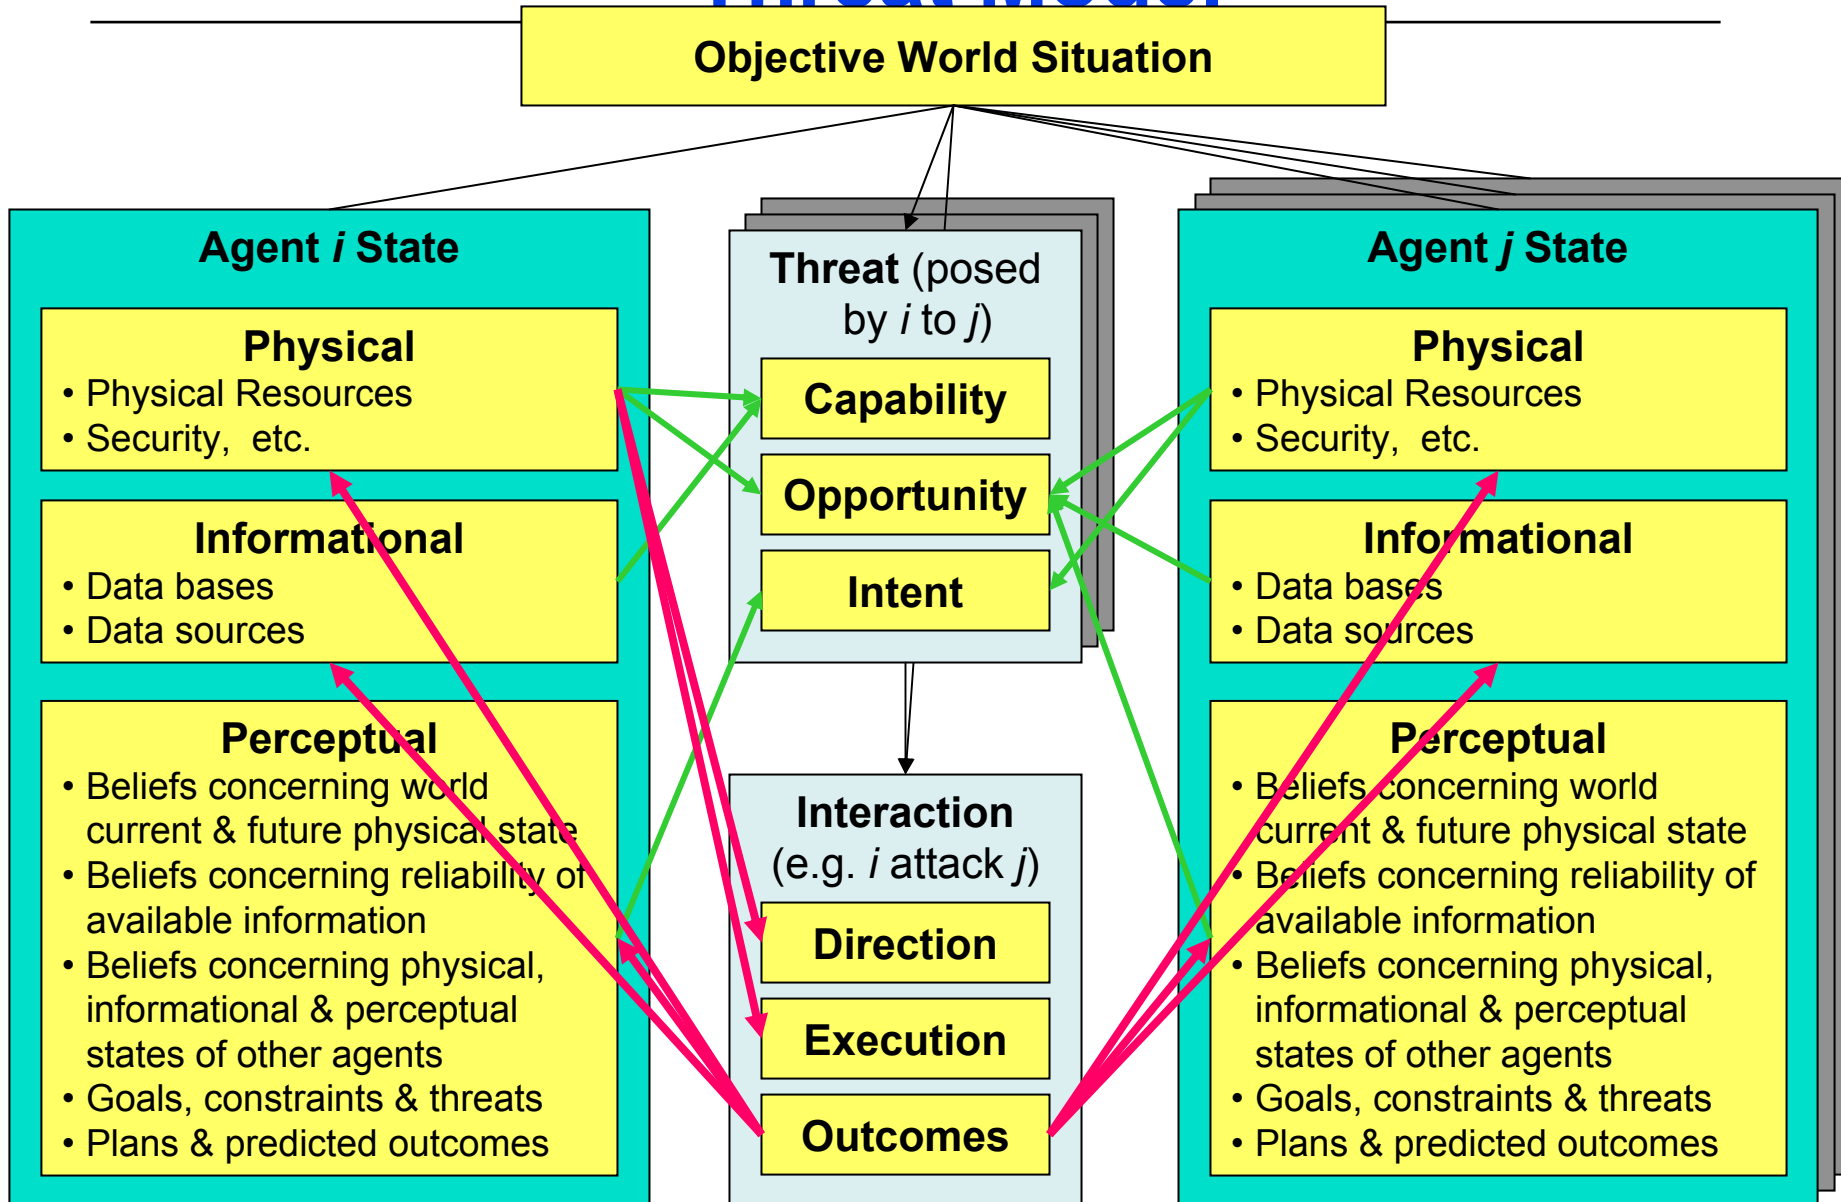 Threat Model
Objective World Situation
Agent i State
Physical
• Physical Resources
• Security, etc.
Informational
• Data bases
• Data sources
Perceptual
• Beliefs concerning world
current & future physical state
• Beliefs concerning reliability of
available information
• Beliefs concerning physical,
informational & perceptual
states of other agents
• Goals, constraints & threats
• Plans & predicted outcomes
Threat (posed
by i to j)
Capability
Opportunity
Intent
Interaction
(e.g. i attack j)
Direction
Execution
Outcomes
Agent j State
Physical
• Physical Resources
• Security, etc.
Informational
• Data bases
• Data sources
Perceptual
• Beliefs concerning world
current & future physical state
• Beliefs concerning reliability of
available information
• Beliefs concerning physical,
informational & perceptual
states of other agents
• Goals, constraints & threats
• Plans & predicted outcomes